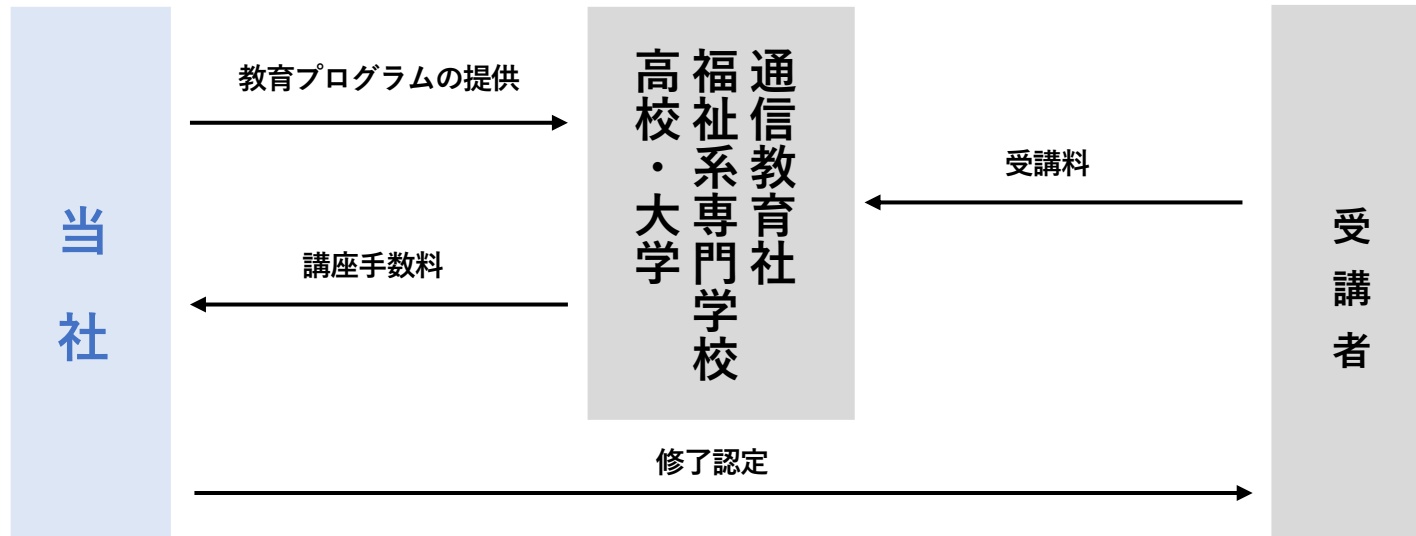 当社
教育プログラムの提供
講座手数料
通信教育社
福祉系専門学校
高校・大学
受講料
修了認定
受講者